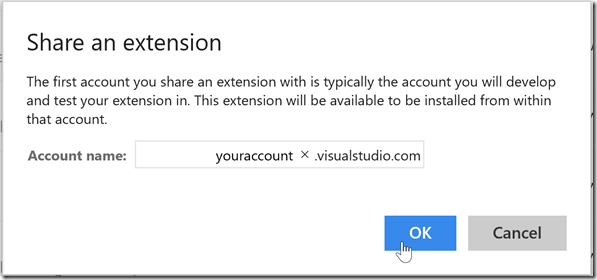 Share an extension
The first account you share an extension with is typically the account you will develop
and test your extension in. This extension will be available to be installed from within
that account.
Account name: youraccount × .visualstudio.com
OK Cancel